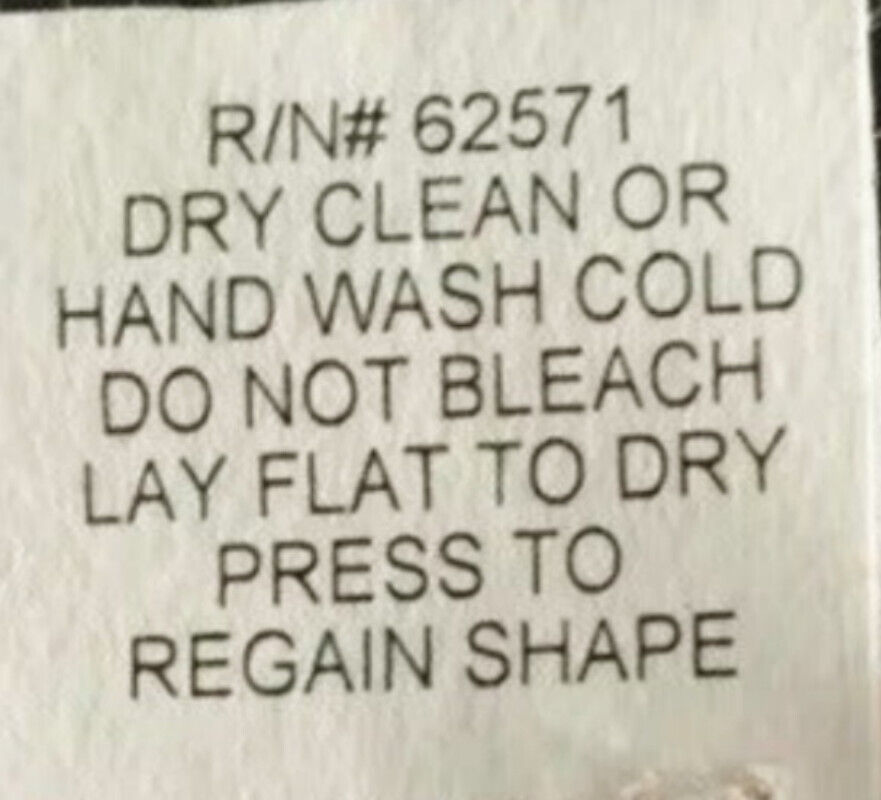 R/N# 62571
DRY CLEAN OR
HAND WASH COLD
DO NOT BLEACH
LAY FLAT TO DRY
PRESS TO
REGAIN SHAPE